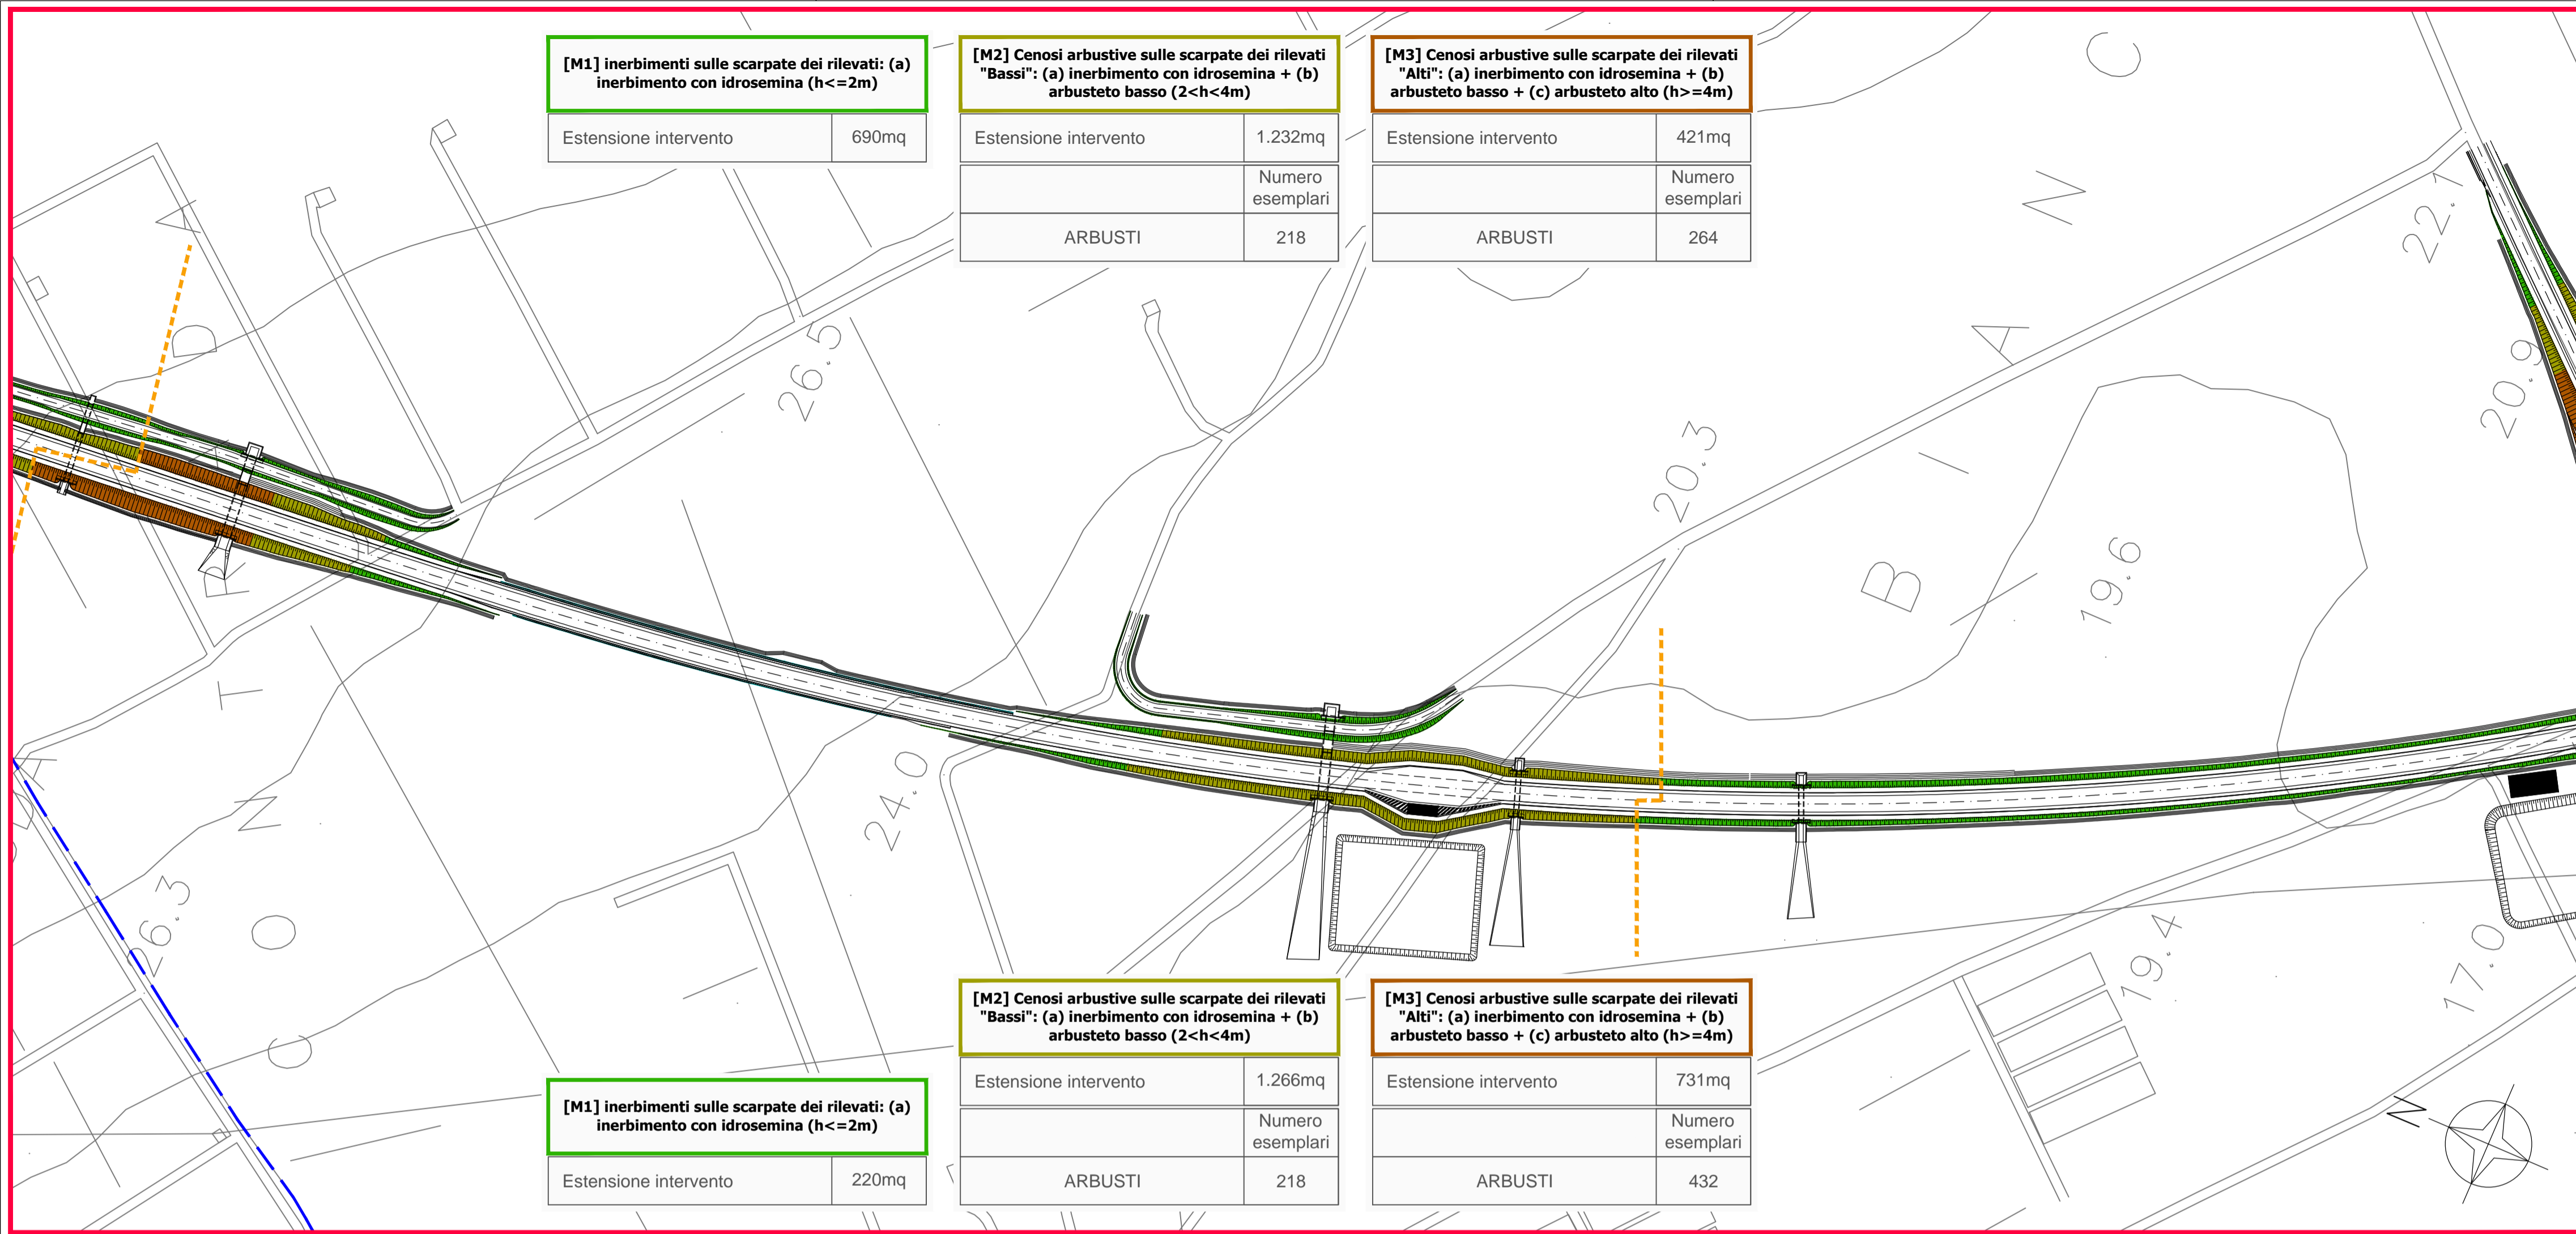 [M1] inerbimenti sulle scarpate dei rilevati: (a)
inerbimento con idrosemina (h<=2m)
Estensione intervento 690mq
[M2] Cenosi arbustive sulle scarpate dei rilevati
"Bassi": (a) inerbimento con idrosemina + (b)
arbusteto basso (2<h<4m)
Estensione intervento 1.232mq
Numero
esemplari
ARBUSTI 218
[M3] Cenosi arbustive sulle scarpate dei rilevati
"Alti": (a) inerbimento con idrosemina + (b)
arbusteto basso + (c) arbusteto alto (h>=4m)
Estensione intervento 421mq
Numero
esemplari
ARBUSTI 264
B I A N C
22.1
20.9
26.5
20.3
19.6
24.0
26.3
19.4
17.0
[M1] inerbimenti sulle scarpate dei rilevati: (a)
inerbimento con idrosemina (h<=2m)
Estensione intervento 220mq
[M2] Cenosi arbustive sulle scarpate dei rilevati
"Bassi": (a) inerbimento con idrosemina + (b)
arbusteto basso (2<h<4m)
Estensione intervento 1.266mq
Numero
esemplari
ARBUSTI 218
[M3] Cenosi arbustive sulle scarpate dei rilevati
"Alti": (a) inerbimento con idrosemina + (b)
arbusteto basso + (c) arbusteto alto (h>=4m)
Estensione intervento 731mq
Numero
esemplari
ARBUSTI 432
C O N T R D A
N